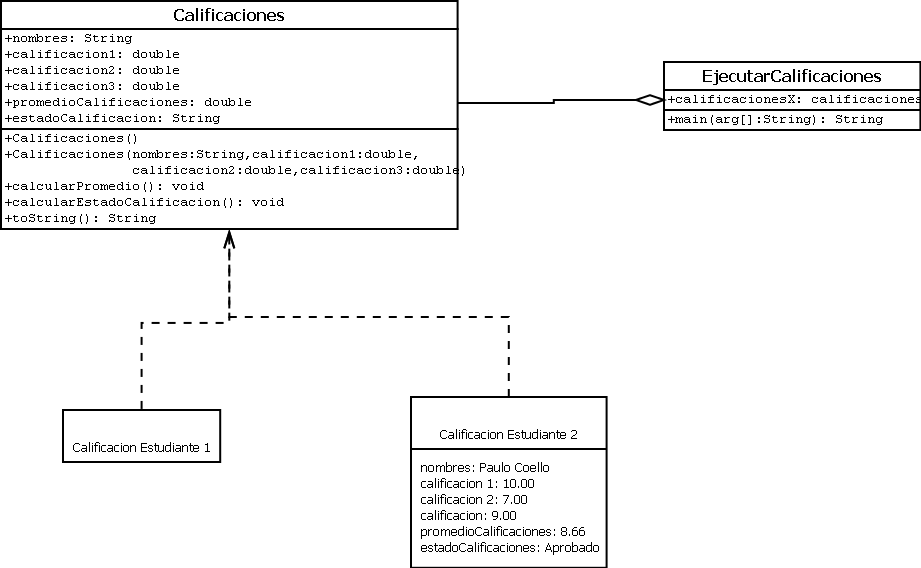 Calificaciones
+nombres: String
+calificacion1: double
+calificacion2: double
+calificacion3: double
+promedioCalificaciones: double
+estadoCalificacion: String
+Calificaciones()
+Calificaciones(nombres:String,calificacion1:double,
calificacion2:double,calificacion3:double)
+calcularPromedio(): void
+calcularEstadoCalificacion(): void
+toString(): String
EjecutarCalificaciones
+calificacionesX: calificaciones
+main(arg[]:String): String
Calificacion Estudiante 1
Calificacion Estudiante 2
nombres: Paulo Coello
calificacion 1: 10.00
calificacion 2: 7.00
calificacion: 9.00
promedioCalificaciones: 8.66
estadoCalificaciones: Aprobado